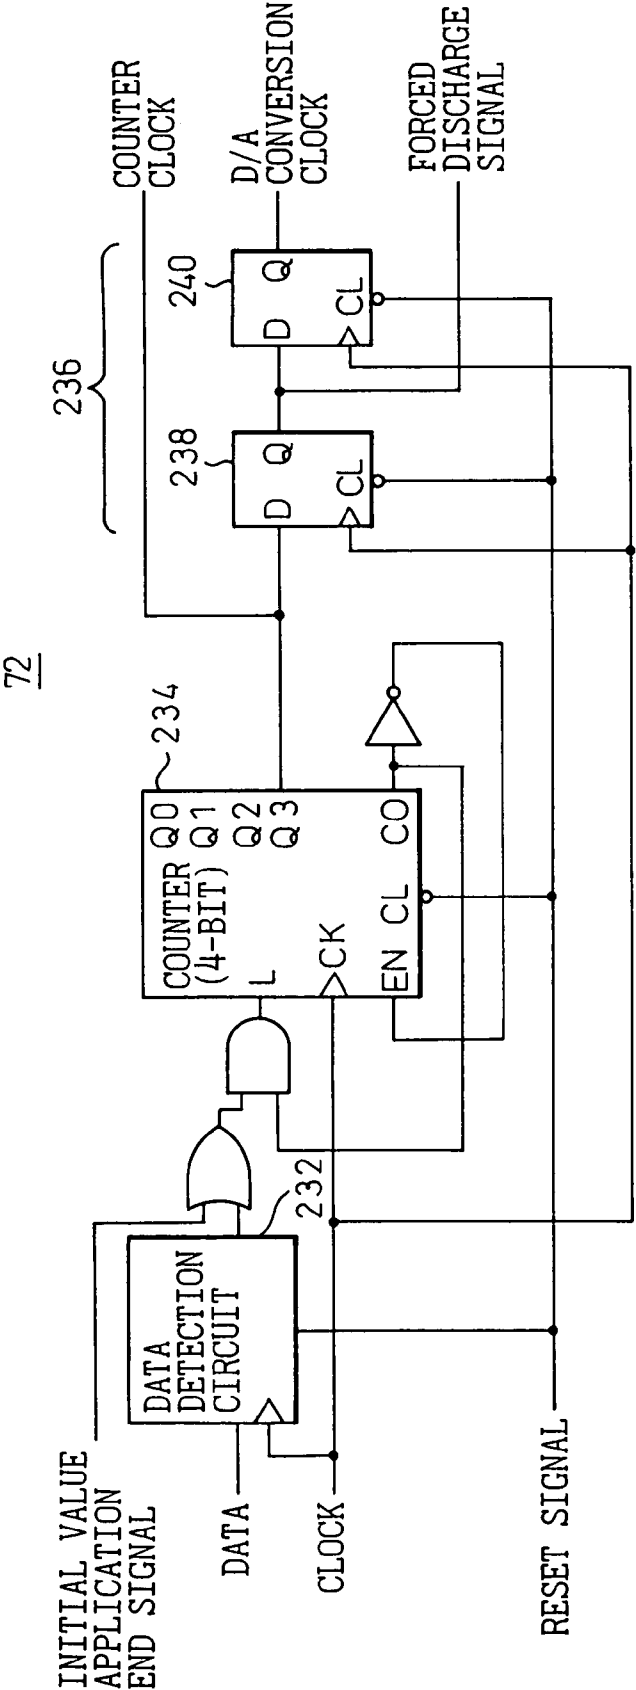 72
236
COUNTER
CLOCK
D/A
CONVERSION
CLOCK
FORCED
DISCHARGE
SIGNAL
240
D Q
CL
238
D Q
CL
234
COUNTER
(4-BIT)
Q0
Q1
Q2
Q3
L
CK
EN CL CO
232
DATA
DETECTION
CIRCUIT
INITIAL VALUE
APPLICATION
END SIGNAL
DATA
CLOCK
RESET SIGNAL